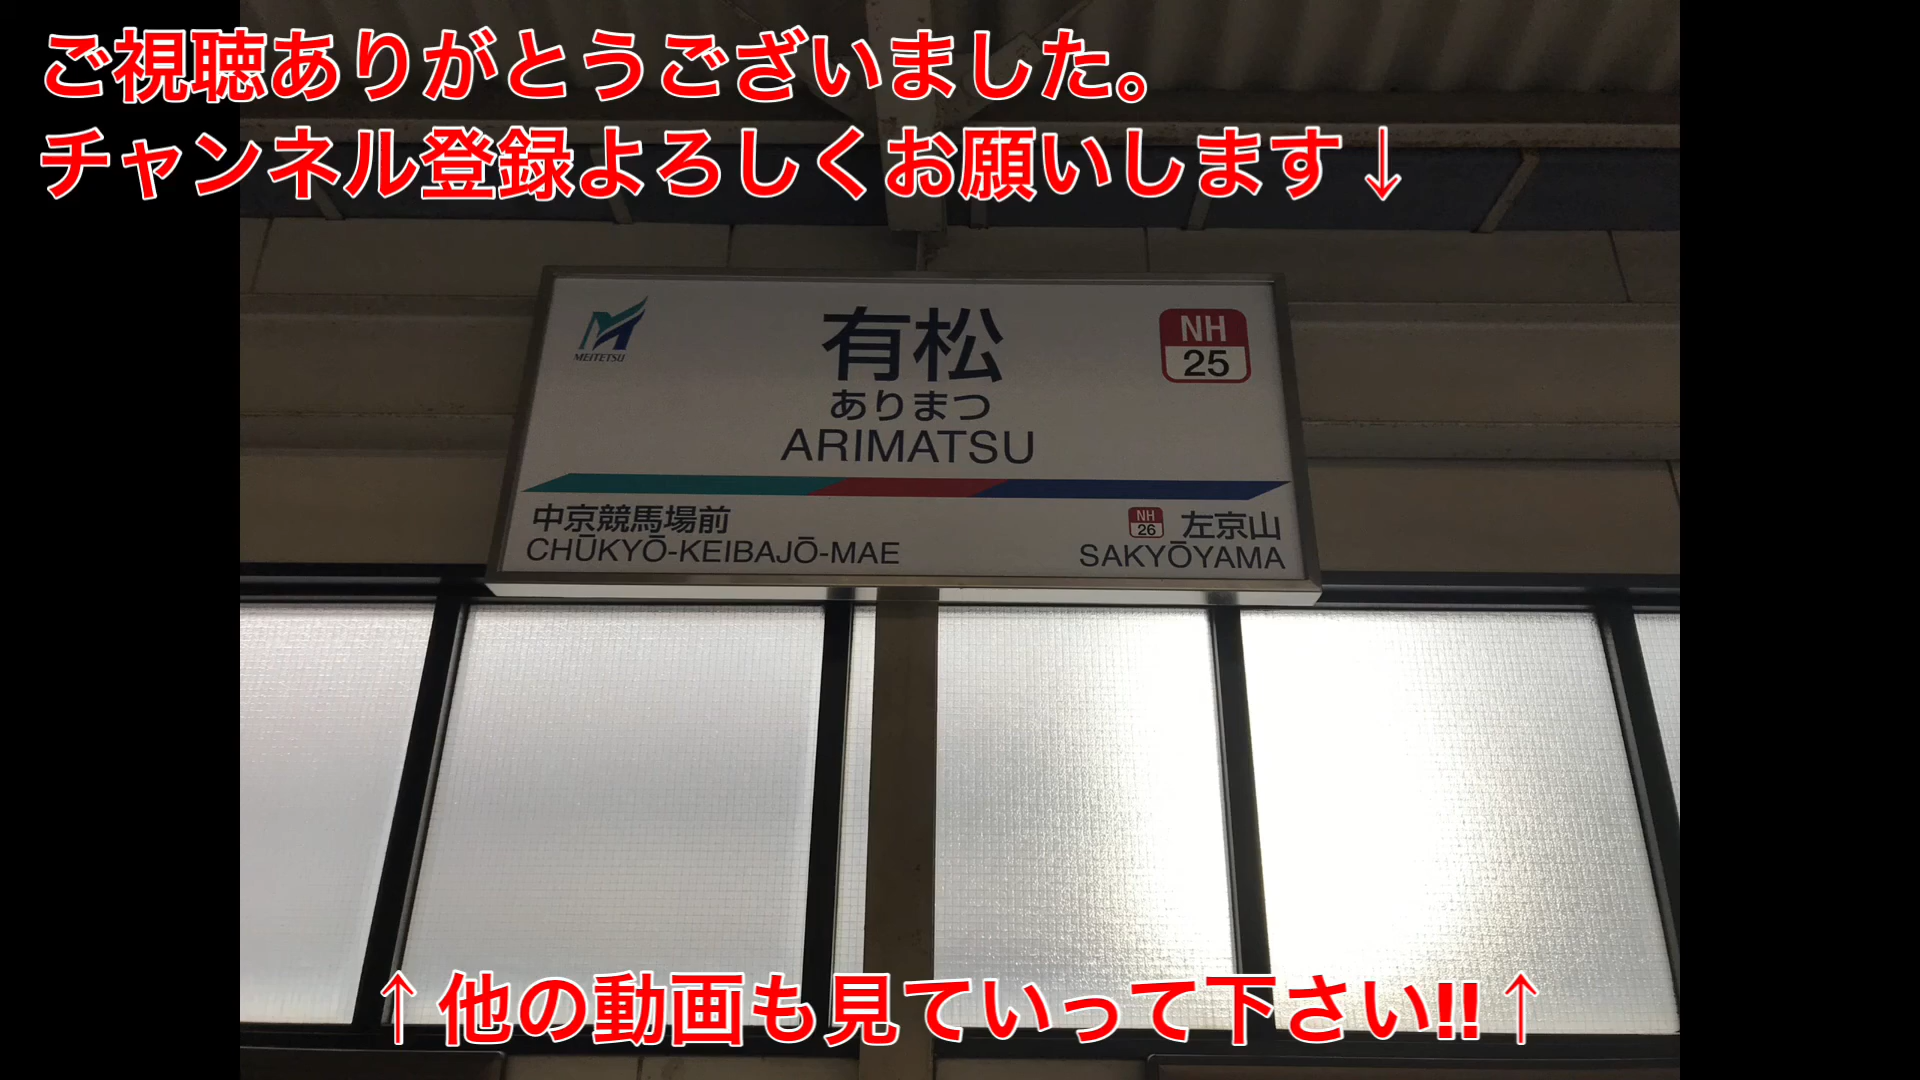 ご視聴ありがとうございました。
チャンネル登録よろしくお願いします↓
MEITETSU
有松
ありまつ
ARIMATSU
NH
25
中京競馬場前
CHŪKYŌ-KEIBAJŌ-MAE
NH
26
左京山
SAKYŌYAMA
↑他の動画も見ていって下さい!!↑